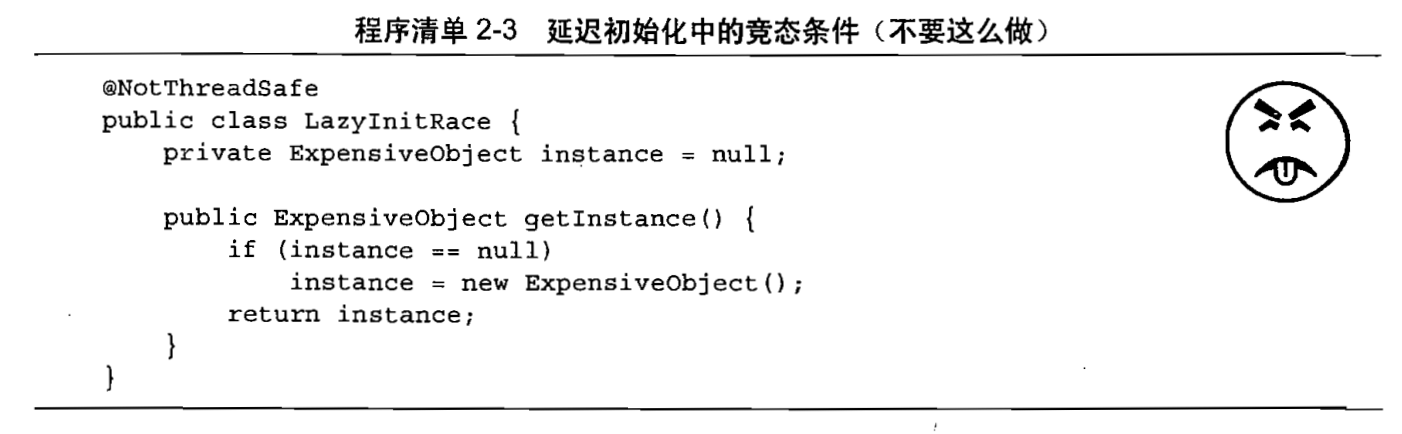 程序清单 2-3 延迟初始化中的竞态条件（不要这么做）
@NotThreadSafe
public class LazyInitRace {
    private ExpensiveObject instance = null;
    public ExpensiveObject getInstance() {
        if (instance == null)
            instance = new ExpensiveObject();
        return instance;
    }
}